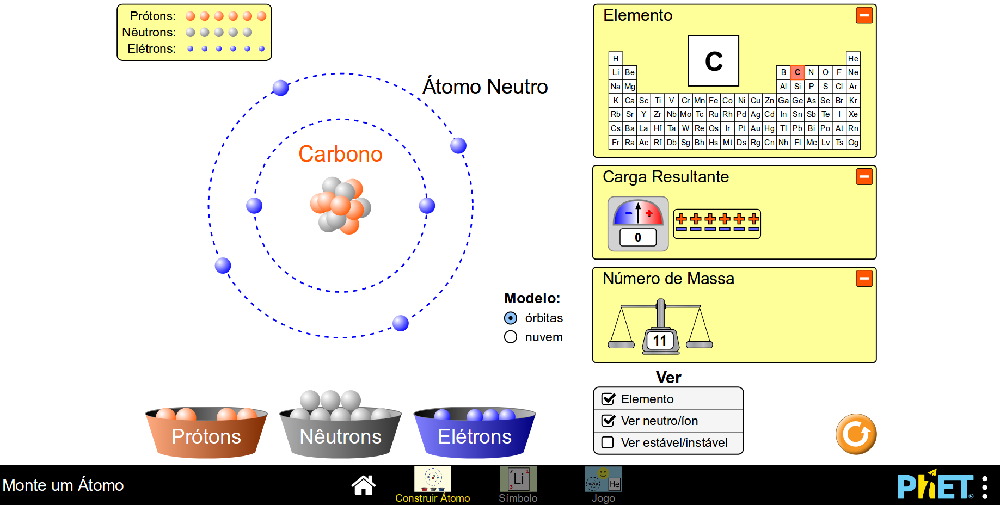 Prótons:
Nêutrons:
Elétrons:
Átomo Neutro
Carbono
Modelo:
órbitas
nuvem
Prótons
Nêutrons
Elétrons
Elemento
C
H He
Li Be B C N O F Ne
Na Mg Al Si P S Cl Ar
K Ca Sc Ti V Cr Mn Fe Co Ni Cu Zn Ga Ge As Se Br Kr
Rb Sr Y Zr Nb Mo Tc Ru Rh Pd Ag Cd In Sn Sb Te I Xe
Cs Ba La Hf Ta W Re Os Ir Pt Au Hg Tl Pb Bi Po At Rn
Fr Ra Ac Rf Db Sg Bh Hs Mt Ds Rg Cn Nh Fl Mc Lv Ts Og
Carga Resultante
- +
0
Número de Massa
11
Ver
Elemento
Ver neutro/íon
Ver estável/instável
Monte um Átomo
Construir Átomo
7 +1
Li
3
Símbolo
He
Jogo
PhET®